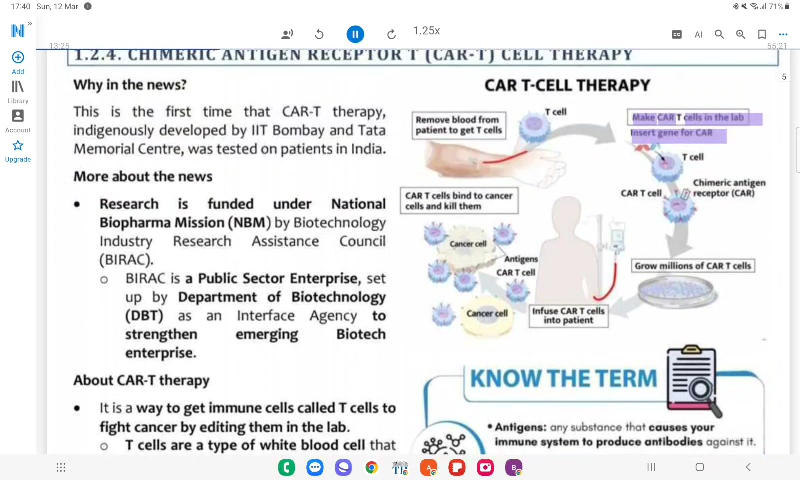 17:40 Sun, 12 Mar
71%
1.25x
AI
13:25
55:21
Add
Library
Account
Upgrade
1.2.4. CHIMERIC ANTIGEN RECEPTOR T (CAR-T) CELL THERAPY
5
Why in the news?
This is the first time that CAR-T therapy,
indigenously developed by IIT Bombay and Tata
Memorial Centre, was tested on patients in India.
More about the news
• Research is funded under National
Biopharma Mission (NBM) by Biotechnology
Industry Research Assistance Council
(BIRAC).
o BIRAC is a Public Sector Enterprise, set
up by Department of Biotechnology
(DBT) as an Interface Agency to
strengthen emerging Biotech
enterprise.
About CAR-T therapy
• It is a way to get immune cells called T cells to
fight cancer by editing them in the lab.
o T cells are a type of white blood cell that
CAR T-CELL THERAPY
Remove blood from
patient to get T cells
T cell
Make CAR T cells in the lab
Insert gene for CAR
T cell
CAR T cell
Chimeric antigen
receptor (CAR)
CAR T cells bind to cancer
cells and kill them
Cancer cell
Antigens
CAR T cell
Grow millions of CAR T cells
Cancer cell
Infuse CAR T cells
into patient
KNOW THE TERM
• Antigens: any substance that causes your
immune system to produce antibodies against it.